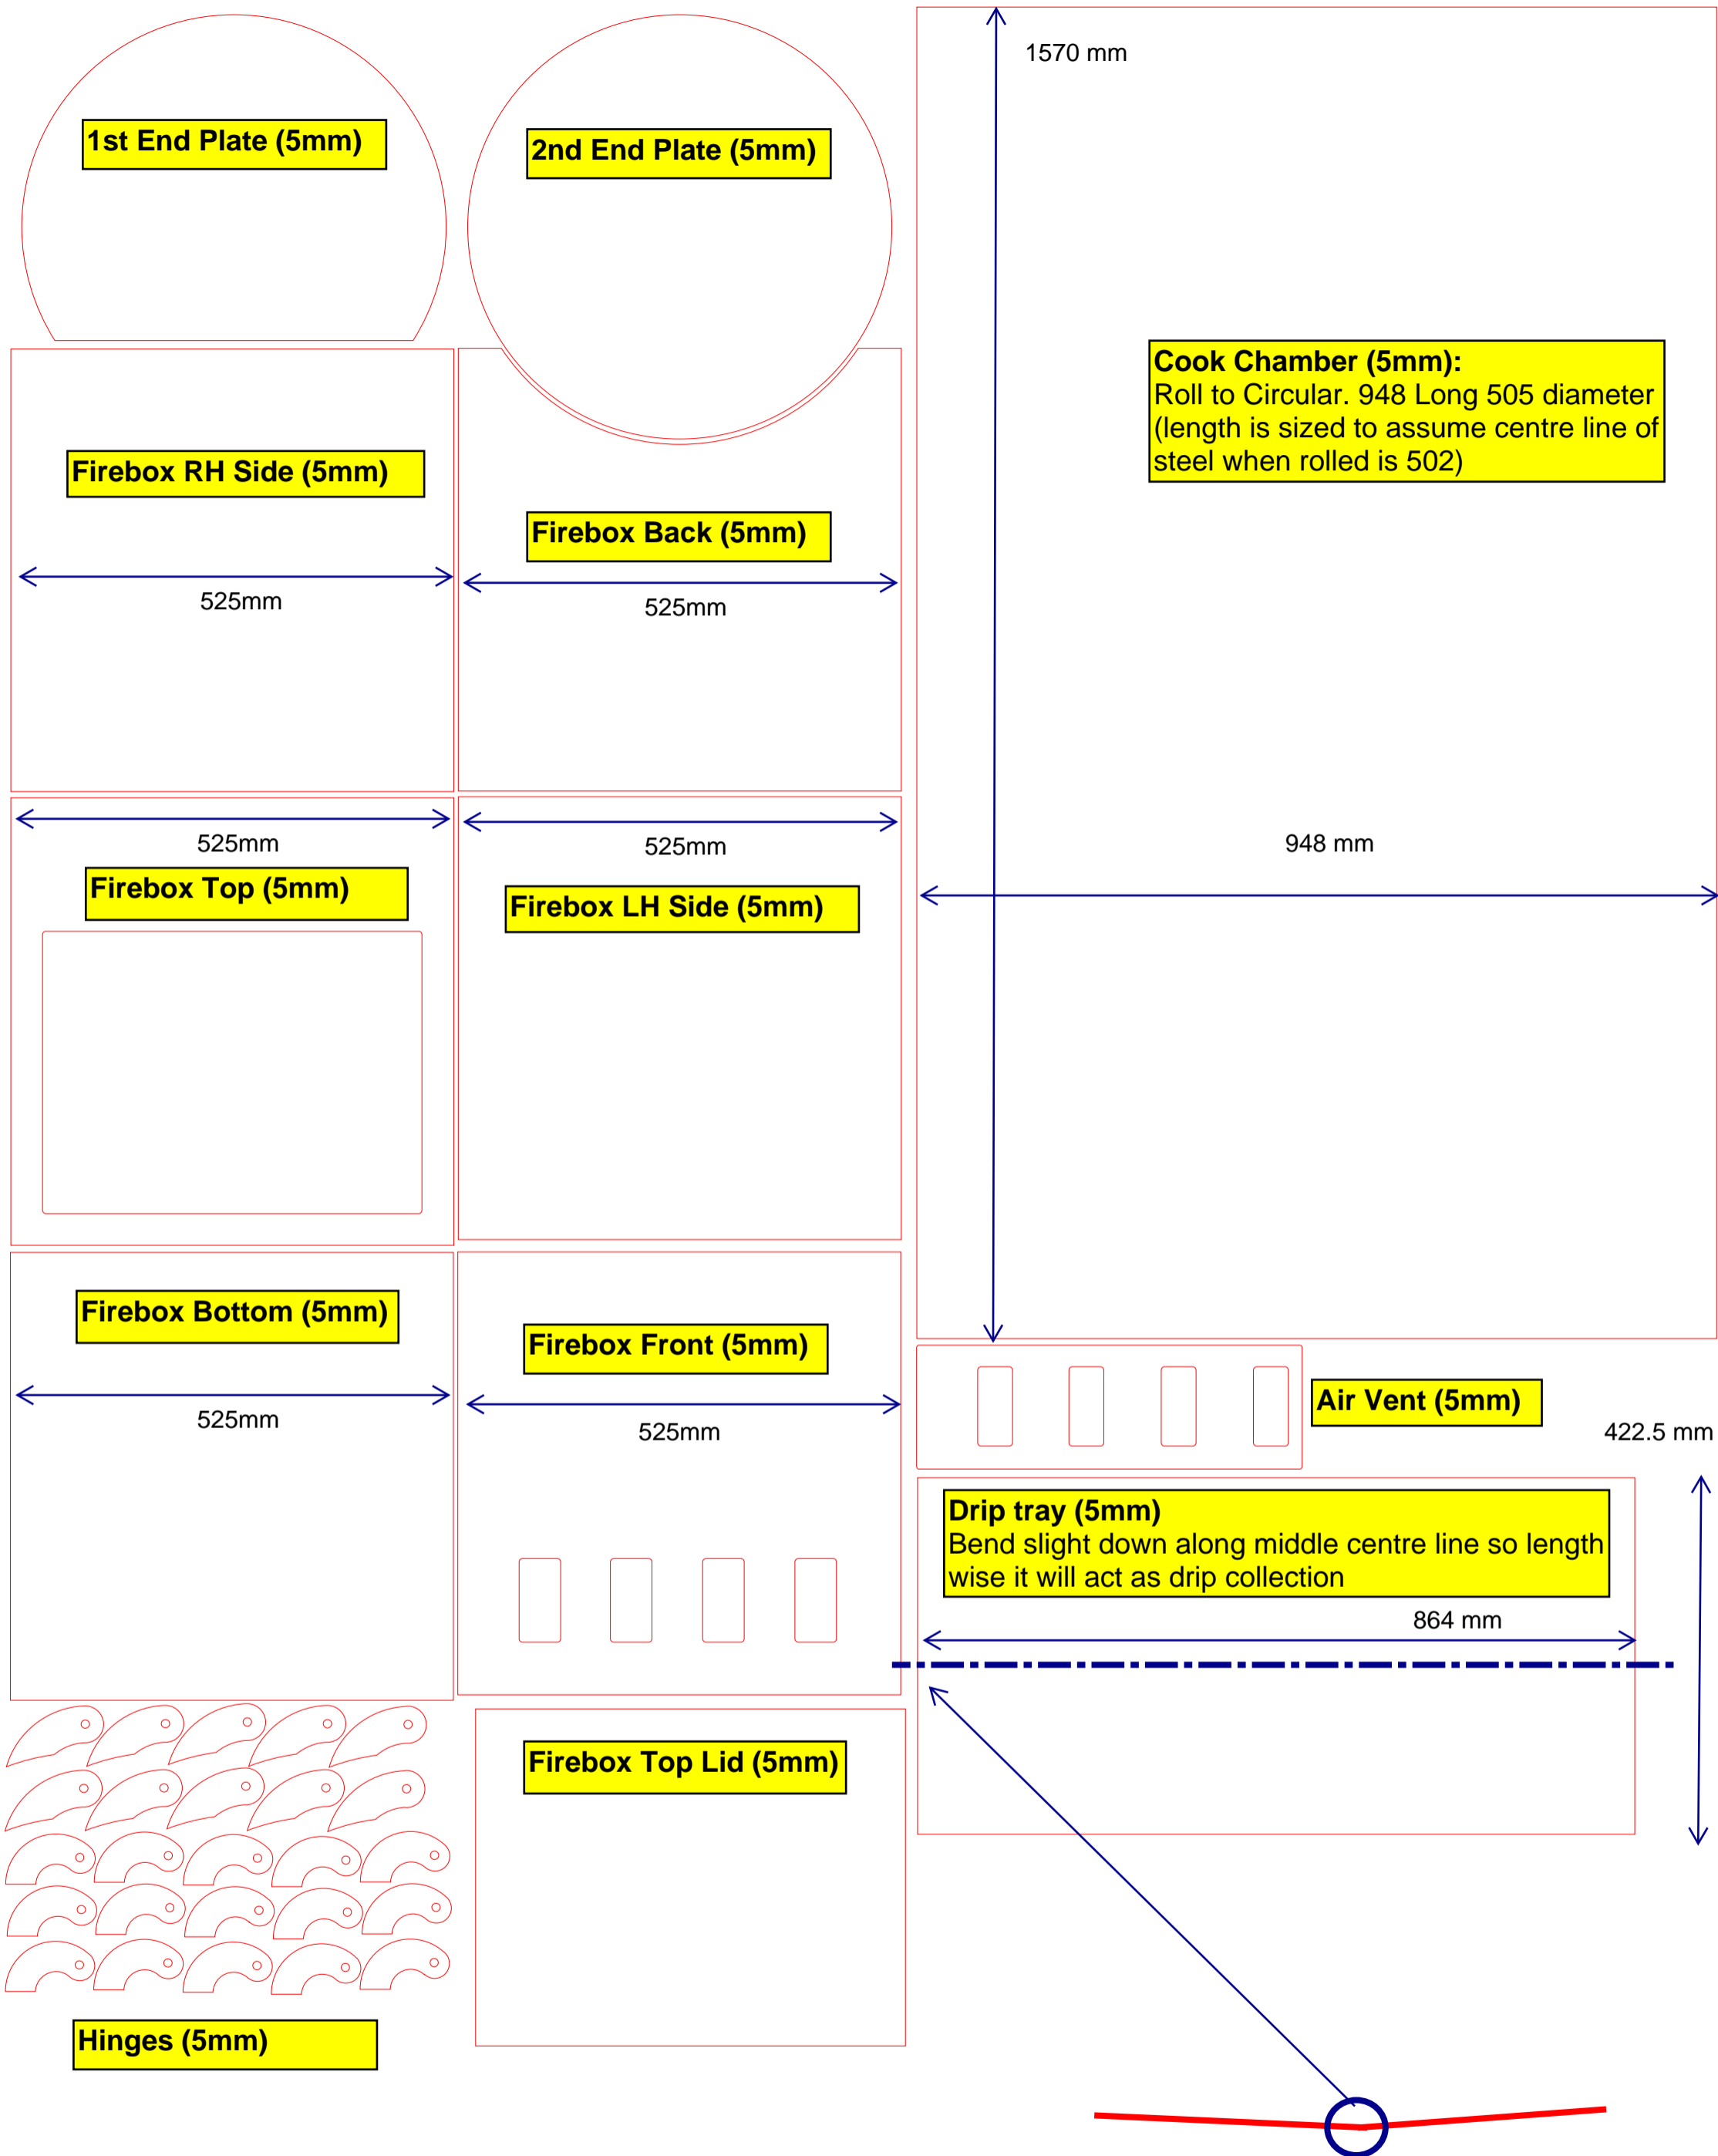 1570 mm
1st End Plate (5mm)
2nd End Plate (5mm)
Cook Chamber (5mm):
Roll to Circular. 948 Long 505 diameter
(length is sized to assume centre line of
steel when rolled is 502)
Firebox RH Side (5mm)
Firebox Back (5mm)
525mm
525mm
525mm
525mm
948 mm
Firebox Top (5mm)
Firebox LH Side (5mm)
Firebox Bottom (5mm)
Firebox Front (5mm)
525mm
525mm
Air Vent (5mm)
422.5 mm
Drip tray (5mm)
Bend slight down along middle centre line so length
wise it will act as drip collection
864 mm
Firebox Top Lid (5mm)
Hinges (5mm)